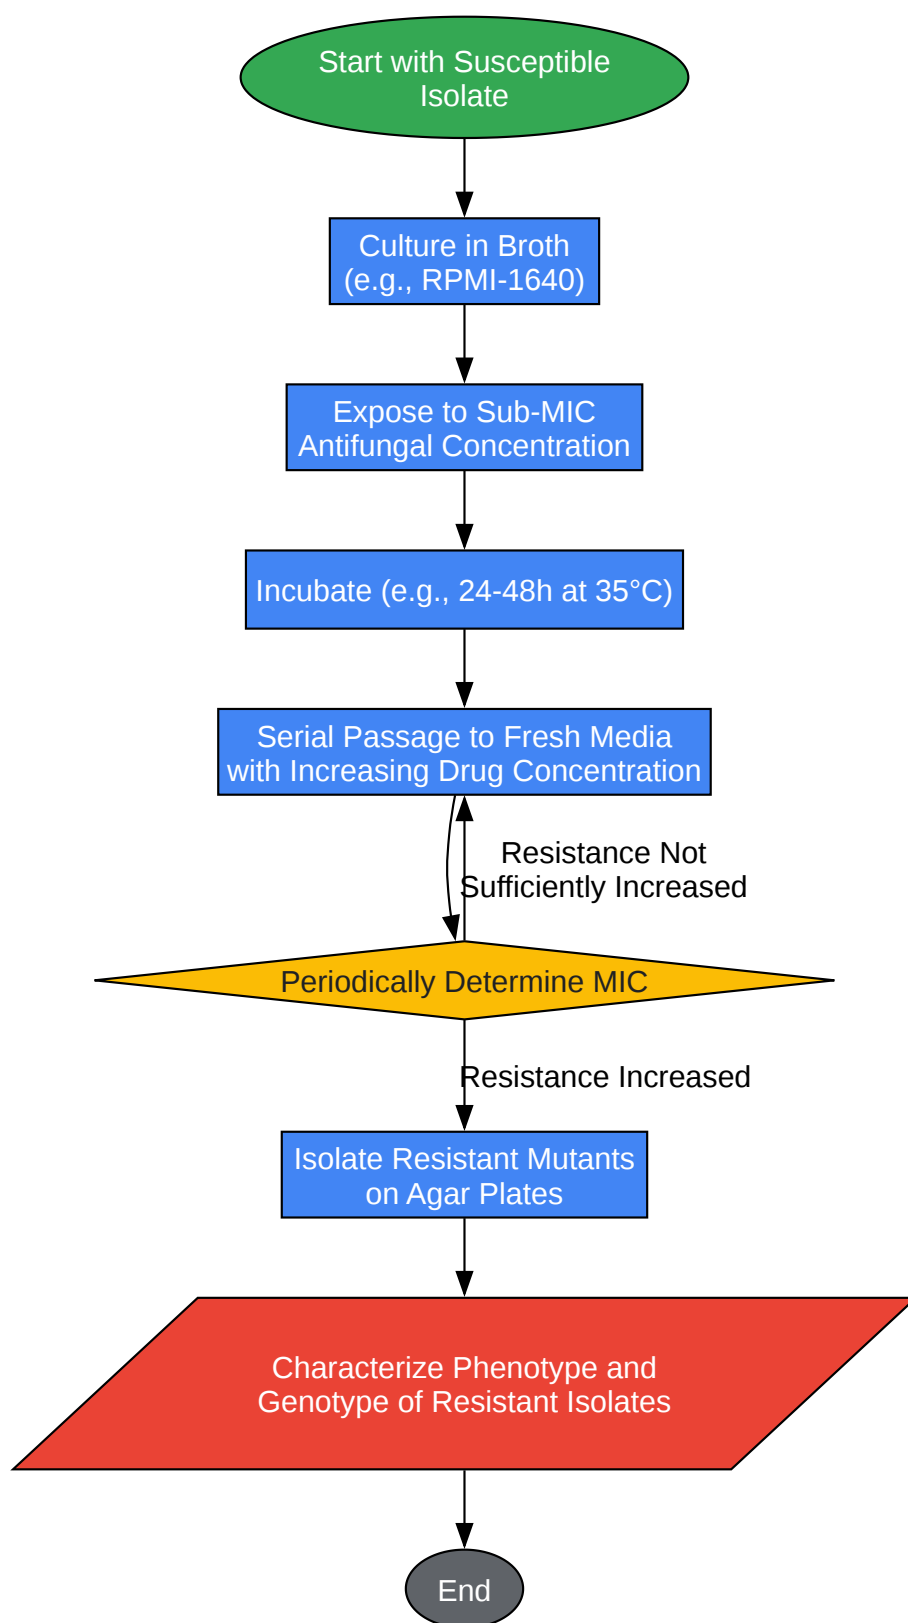 Start with Susceptible
Isolate
Culture in Broth
(e.g., RPMI-1640)
Expose to Sub-MIC
Antifungal Concentration
Incubate (e.g., 24-48h at 35°C)
Serial Passage to Fresh Media
with Increasing Drug Concentration
Resistance Not
Sufficiently Increased
Periodically Determine MIC
Resistance Increased
Isolate Resistant Mutants
on Agar Plates
Characterize Phenotype and
Genotype of Resistant Isolates
End